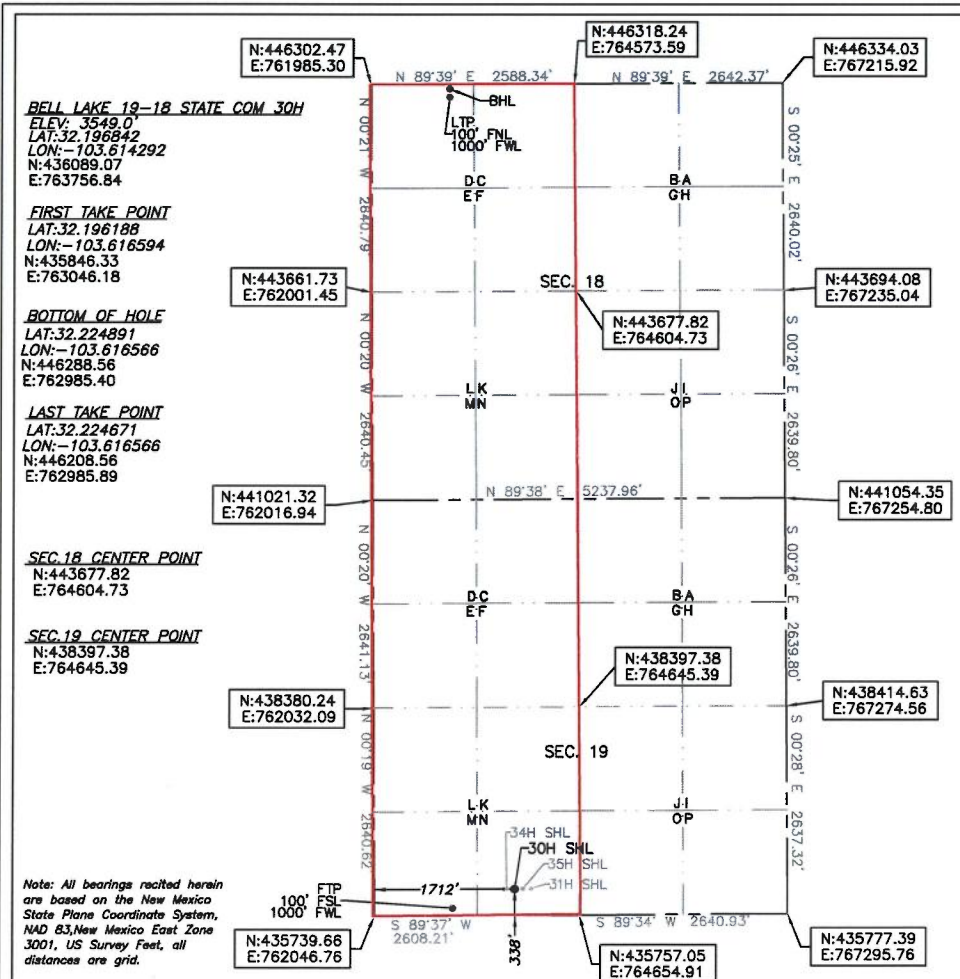 N:446302.47
E:761985.30
N:446318.24
E:764573.59
N:446334.03
E:767215.92
N 89°39' E 2588.34'
N 89°39' E 2642.37'
BELL LAKE 19-18 STATE COM 30H
ELEV: 3549.0'
LAT:32.196842
LON:-103.614292
N:436089.07
E:763756.84
FIRST TAKE POINT
LAT:32.196188
LON:-103.616594
N:435846.33
E:763046.18
BOTTOM OF HOLE
LAT:32.224891
LON:-103.616566
N:446288.56
E:762985.40
LAST TAKE POINT
LAT:32.224671
LON:-103.616566
N:446208.56
E:762985.89
SEC.18 CENTER POINT
N:443677.82
E:764604.73
SEC.19 CENTER POINT
N:438397.38
E:764645.39
Note: All bearings recited herein
are based on the New Mexico
State Plane Coordinate System,
NAD 83,New Mexico East Zone
3001, US Survey Feet, all
distances are grid.
BHL
LTP
100' FNL
1000' FWL
N 00°21' W 2640.79'
S 00°25' E 2640.02'
D C
E F
B A
G H
N:443661.73
E:762001.45
SEC. 18
N:443677.82
E:764604.73
N:443694.08
E:767235.04
N 00°20' W 2640.45'
S 00°26' E 2639.80'
L K
M N
J I
O P
N:441021.32
E:762016.94
N 89°38' E 5237.96'
N:441054.35
E:767254.80
N 00°20' W 2641.13'
S 00°26' E 2639.80'
D C
E F
B A
G H
N:438380.24
E:762032.09
N:438397.38
E:764645.39
N:438414.63
E:767274.56
SEC. 19
N 00°19' W 2640.62
S 00°28' E 2637.32'
L K
M N
J I
O P
34H SHL
30H SHL
35H SHL
31H SHL
1712'
338'
FTP
100' FSL
1000' FWL
S 89°37' W
2608.21'
S 89°34' W 2640.93'
N:435739.66
E:762046.76
N:435757.05
E:764654.91
N:435777.39
E:767295.76